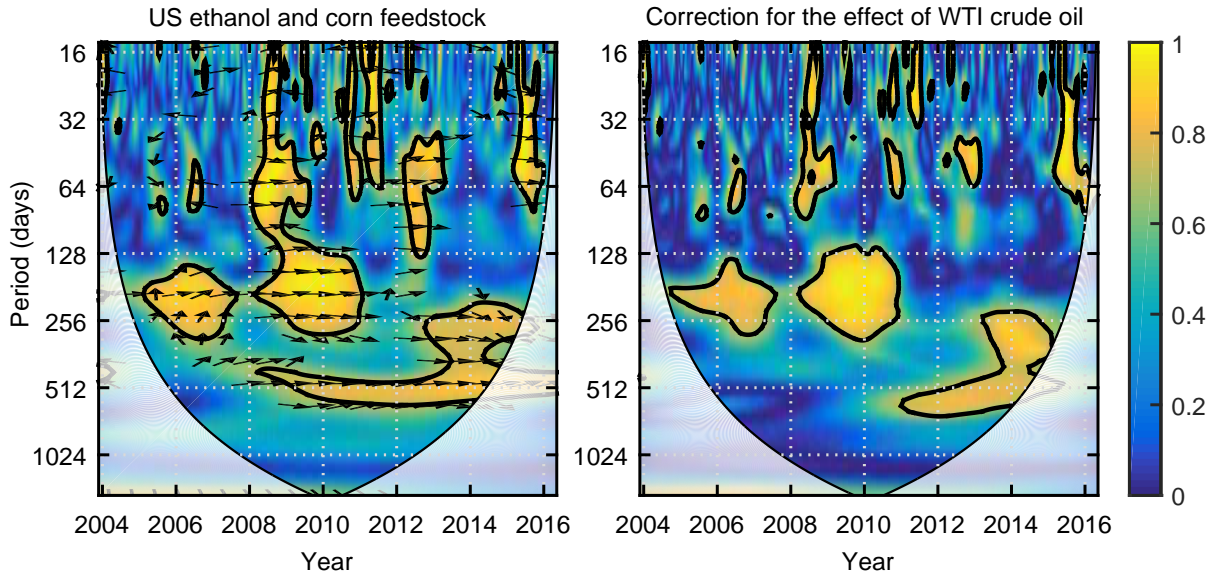 US ethanol and corn feedstock
Correction for the effect of WTI crude oil
Period (days)
16
32
64
128
256
512
1024
2004 2006 2008 2010 2012 2014 2016
Year
16
32
64
128
256
512
1024
2004 2006 2008 2010 2012 2014 2016
Year
1
0.8
0.6
0.4
0.2
0